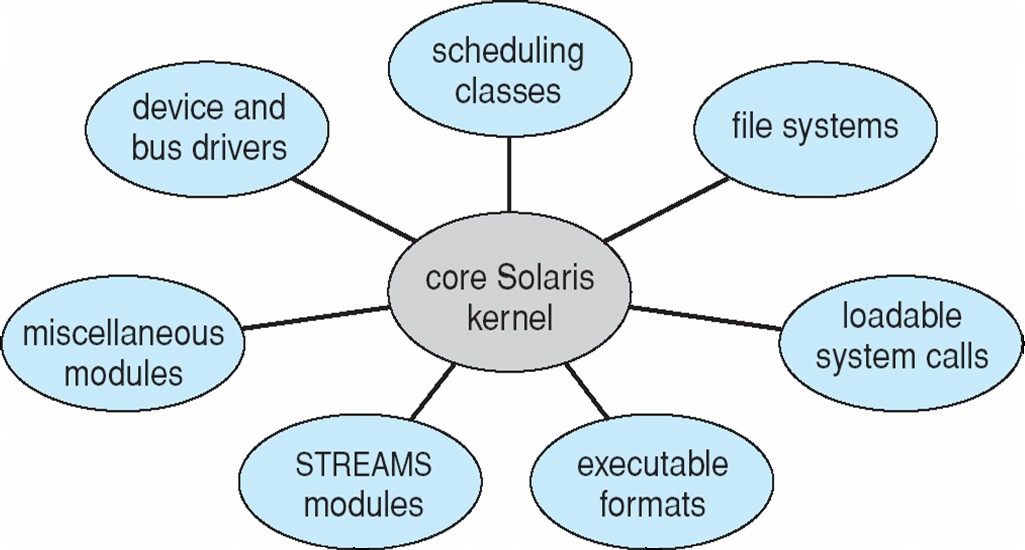 scheduling
classes
device and
bus drivers
file systems
core Solaris
kernel
miscellaneous
modules
loadable
system calls
STREAMS
modules
executable
formats